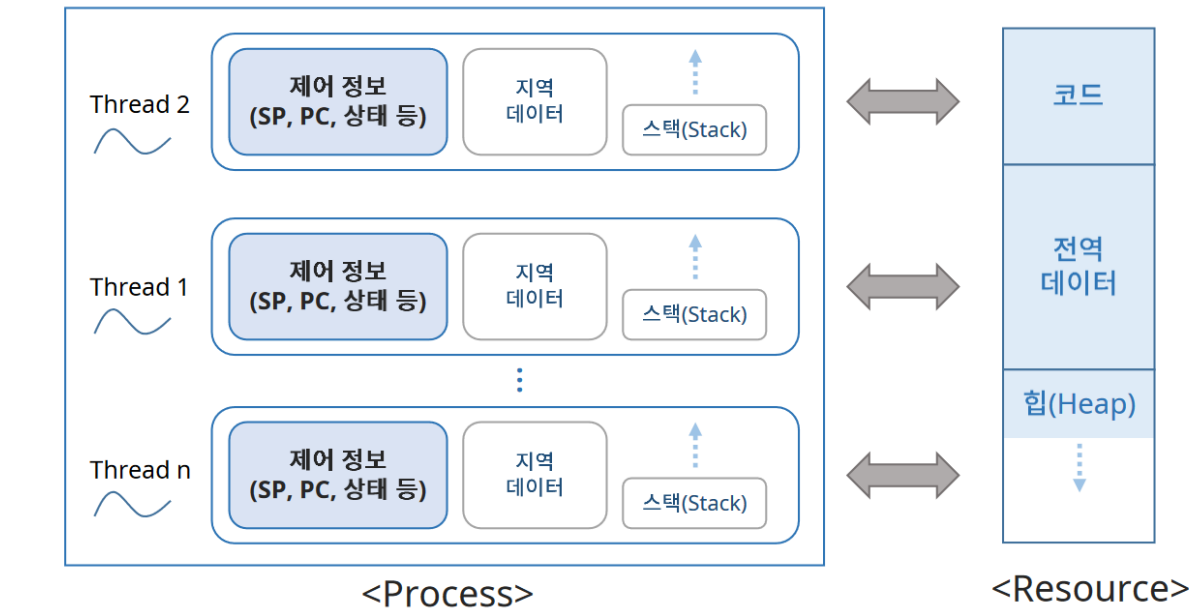 Thread 2
제어 정보
(SP, PC, 상태 등)
지역
데이터
스택(Stack)
Thread 1
제어 정보
(SP, PC, 상태 등)
지역
데이터
스택(Stack)
Thread n
제어 정보
(SP, PC, 상태 등)
지역
데이터
스택(Stack)
<Process>
코드
전역
데이터
힙(Heap)
<Resource>